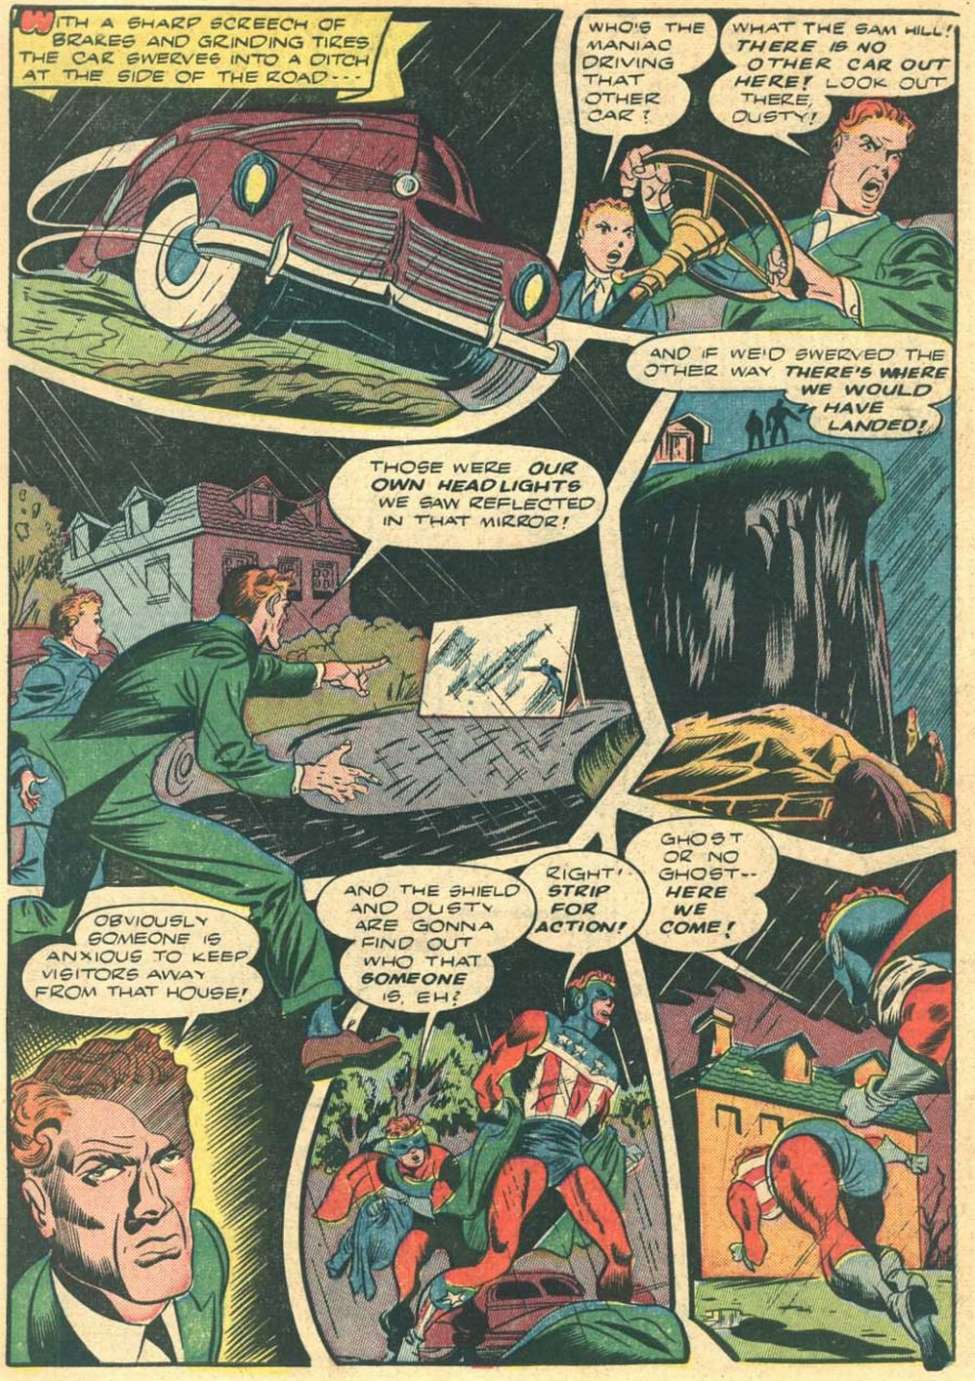 WITH A SHARP SCREECH OF
BRAKES AND GRINDING TIRES
THE CAR SWERVES INTO A DITCH
AT THE SIDE OF THE ROAD---
WHO'S THE
MANIAC
DRIVING
THAT
OTHER
CAR?
WHAT THE SAM HILL!
THERE IS NO
OTHER CAR OUT
HERE! LOOK OUT
THERE,
DUSTY!
THOSE WERE OUR
OWN HEADLIGHTS
WE SAW REFLECTED
IN THAT MIRROR!
AND IF WE'D SWERVED THE
OTHER WAY THERE'S WHERE
WE WOULD
HAVE
LANDED!
OBVIOUSLY
SOMEONE IS
ANXIOUS TO KEEP
VISITORS AWAY
FROM THAT HOUSE!
AND THE SHIELD
AND DUSTY
ARE GONNA
FIND OUT
WHO THAT
SOMEONE
IS, EH?
RIGHT!
STRIP
FOR
ACTION!
GHOST
OR NO
GHOST--
HERE
WE
COME!